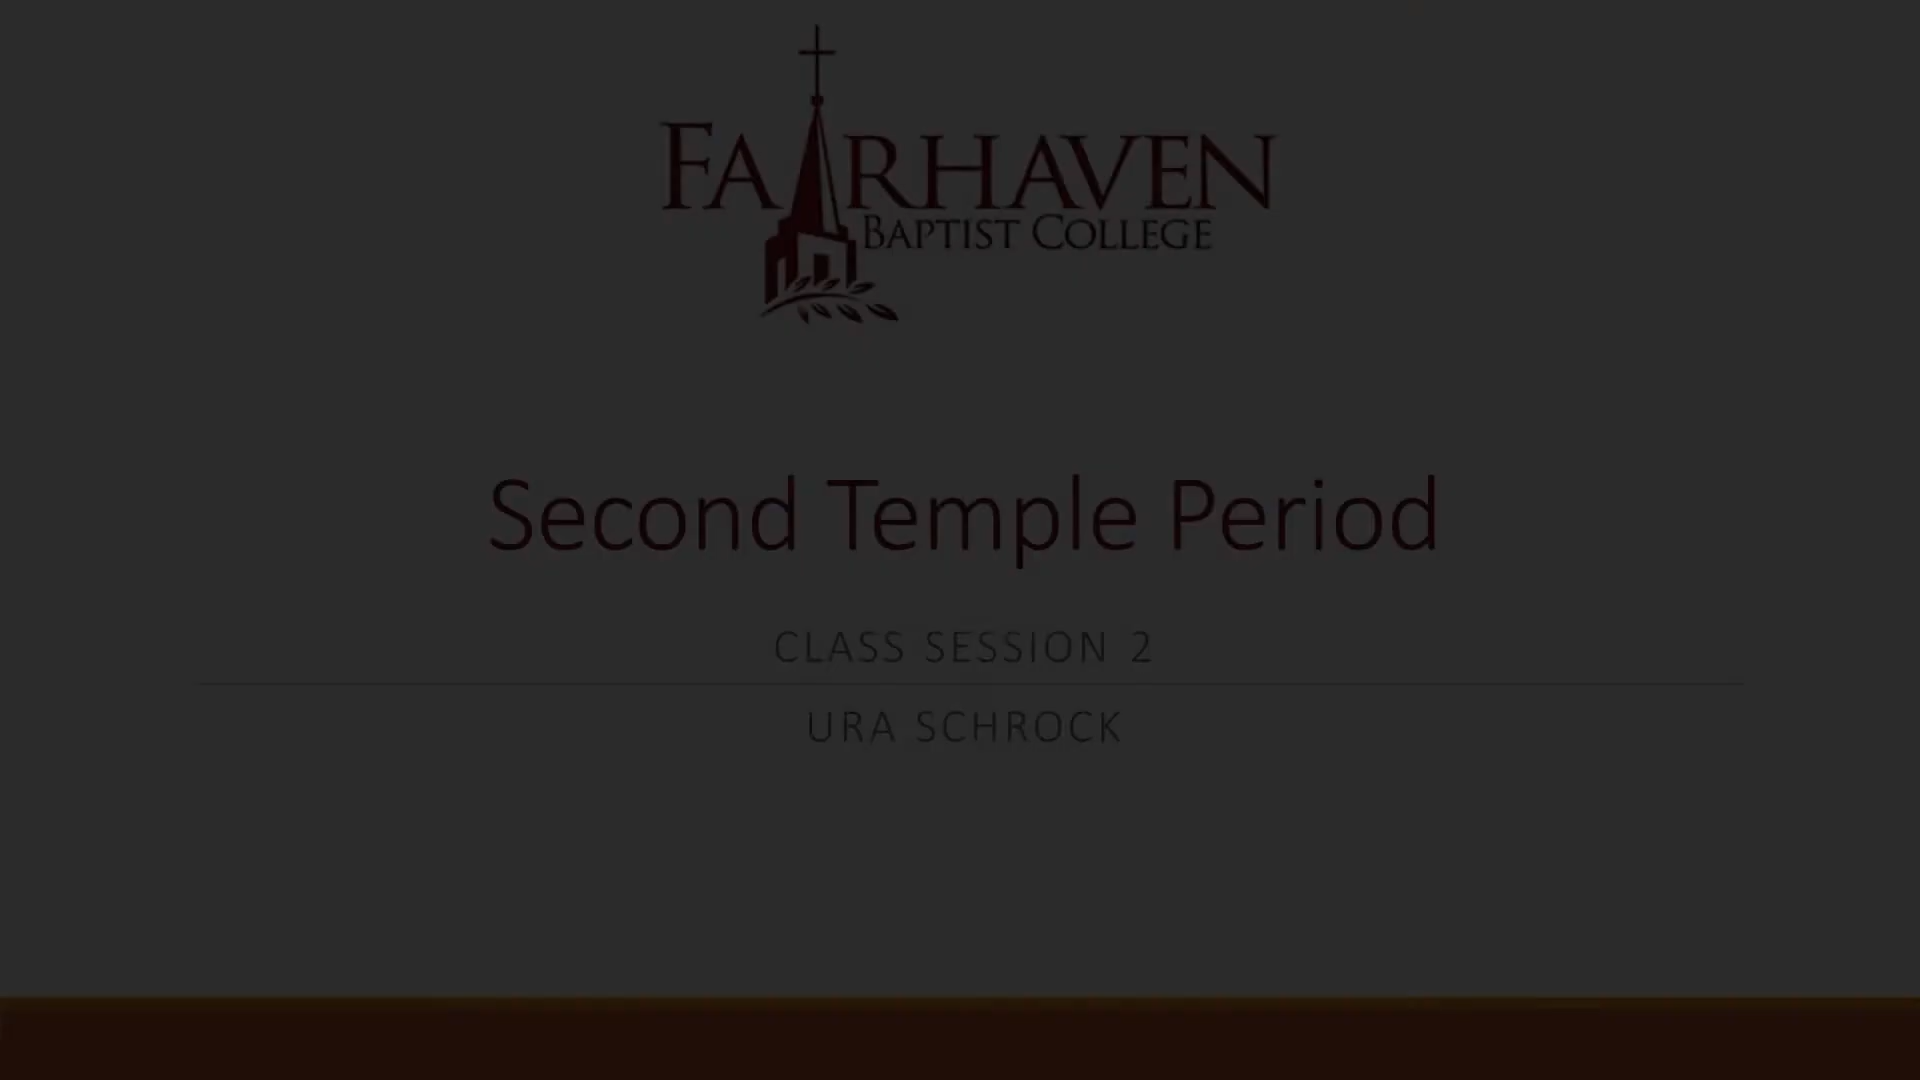 FAIRHAVEN
BAPTIST COLLEGE
Second Temple Period
CLASS SESSION 2
URA SCHROCK